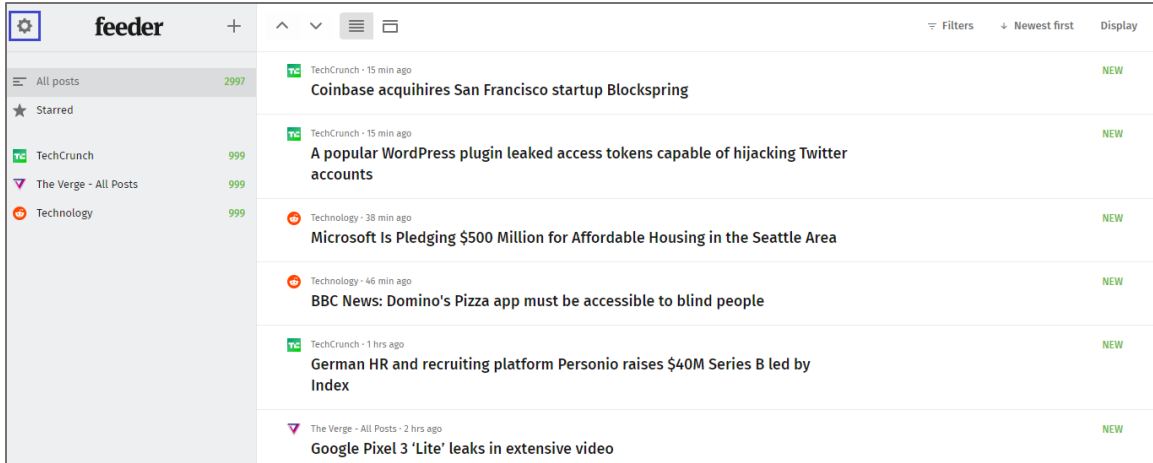 feeder
All posts 2997
Starred
TechCrunch 999
The Verge - All Posts 999
Technology 999
Filters Newest first Display
TechCrunch · 15 min ago NEW
Coinbase acquihires San Francisco startup Blockspring
TechCrunch · 15 min ago NEW
A popular WordPress plugin leaked access tokens capable of hijacking Twitter
accounts
Technology · 38 min ago NEW
Microsoft Is Pledging $500 Million for Affordable Housing in the Seattle Area
Technology · 46 min ago NEW
BBC News: Domino's Pizza app must be accessible to blind people
TechCrunch · 1 hrs ago NEW
German HR and recruiting platform Personio raises $40M Series B led by
Index
The Verge - All Posts · 2 hrs ago NEW
Google Pixel 3 ‘Lite’ leaks in extensive video